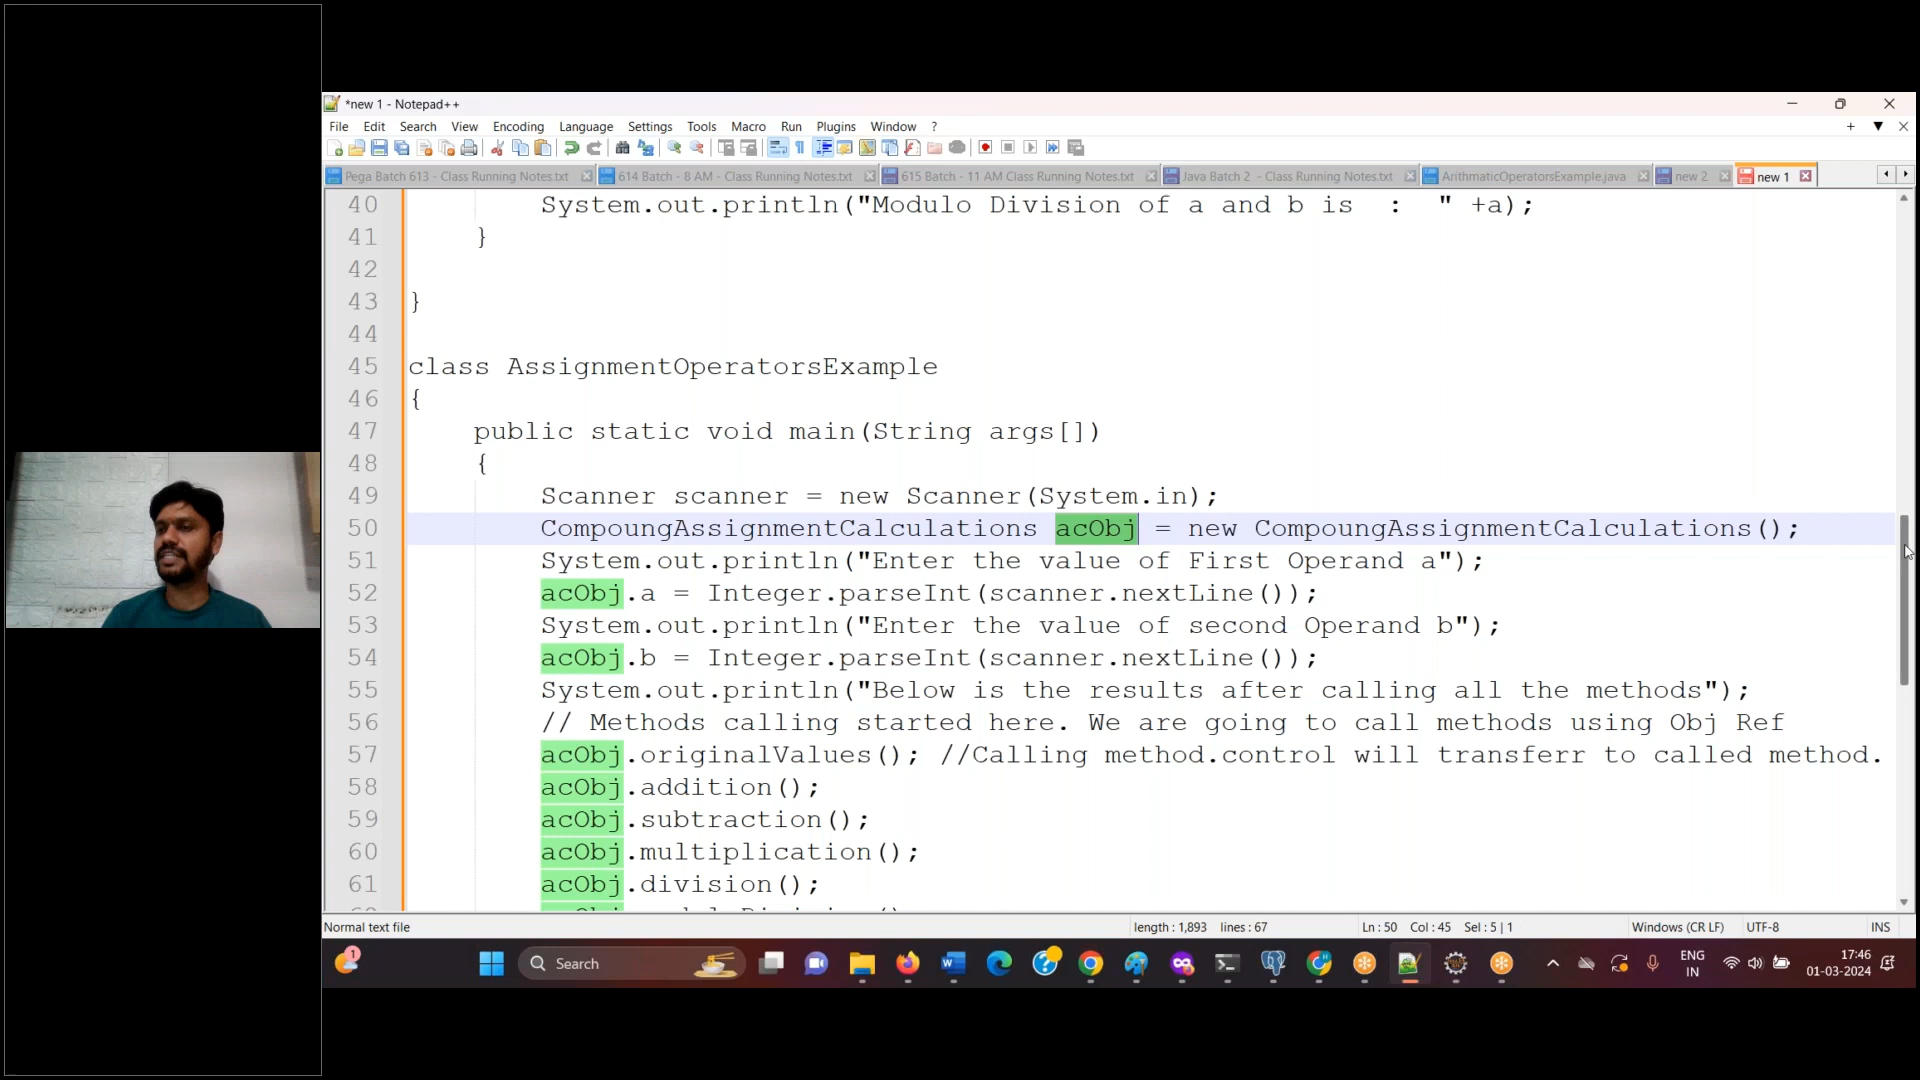 *new 1 - Notepad++
File Edit Search View Encoding Language Settings Tools Macro Run Plugins Window ?
Pega Batch 613 - Class Running Notes.txt 614 Batch - 8 AM - Class Running Notes.txt 615 Batch - 11 AM Class Running Notes.txt Java Batch 2 - Class Running Notes.txt ArithmaticOperatorsExample.java new 2 new 1
40 System.out.println("Modulo Division of a and b is : " +a);
41 }
42
43 }
44
45 class AssignmentOperatorsExample
46 {
47 public static void main(String args[])
48 {
49 Scanner scanner = new Scanner(System.in);
50 CompoungAssignmentCalculations acObj = new CompoungAssignmentCalculations();
51 System.out.println("Enter the value of First Operand a");
52 acObj.a = Integer.parseInt(scanner.nextLine());
53 System.out.println("Enter the value of second Operand b");
54 acObj.b = Integer.parseInt(scanner.nextLine());
55 System.out.println("Below is the results after calling all the methods");
56 // Methods calling started here. We are going to call methods using Obj Ref
57 acObj.originalValues(); //Calling method.control will transferr to called method.
58 acObj.addition();
59 acObj.subtraction();
60 acObj.multiplication();
61 acObj.division();
Normal text file length : 1,893 lines : 67 Ln : 50 Col : 45 Sel : 5 | 1 Windows (CR LF) UTF-8 INS
1 Search ENG IN 17:46 01-03-2024